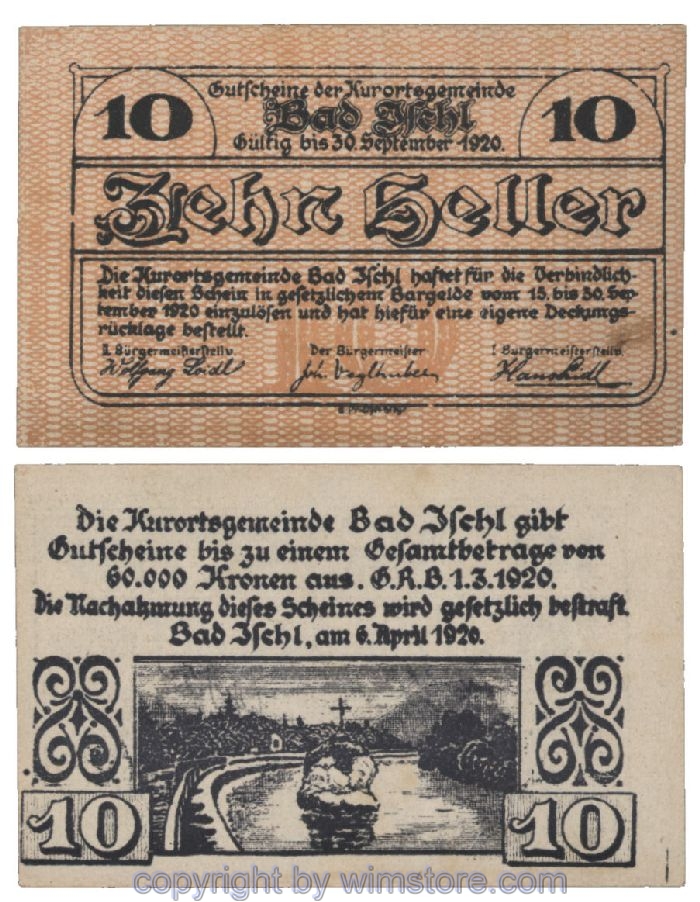 10
Gutscheine der Kurortsgemeinde
Bad Ischl
Gültig bis 30. September 1920.
10
Zehn Heller
Die Kurortsgemeinde Bad Ischl haftet für die Verbindlich-
keit diesen Schein in gesetzlichem Bargelde vom 15. bis 30. Sep-
tember 1920 einzulösen und hat hiefür eine eigene Deckungs-
rücklage bestellt.
II. Bürgermeisterstellv. Der Bürgermeister I. Bürgermeisterstellv.
Wolfgang Loidl
Die Kurortsgemeinde Bad Ischl gibt
Gutscheine bis zu einem Gesamtbetrage von
60.000 Kronen aus. G.R.B. 1.3.1920.
Die Nachahmung dieses Scheines wird gesetzlich bestraft.
Bad Ischl, am 6. April 1920.
10 10
copyright by wimstore.com